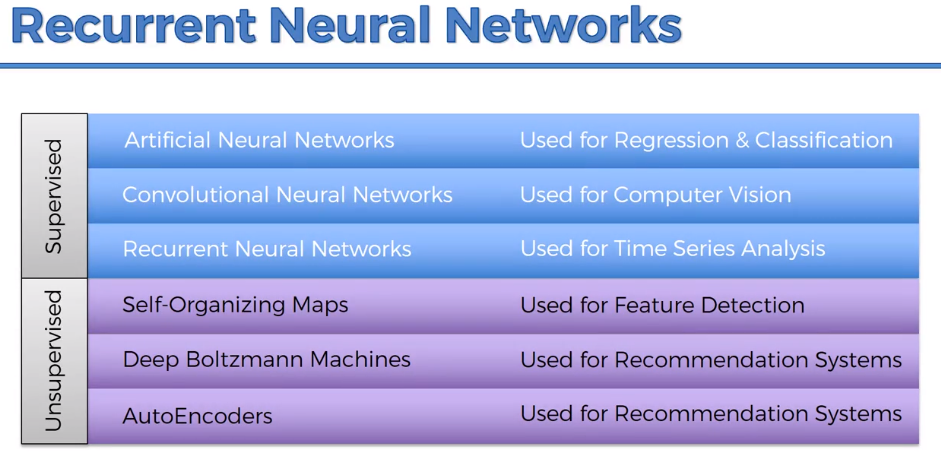 Recurrent Neural Networks
Supervised
Artificial Neural Networks Used for Regression & Classification
Convolutional Neural Networks Used for Computer Vision
Recurrent Neural Networks Used for Time Series Analysis
Unsupervised
Self-Organizing Maps Used for Feature Detection
Deep Boltzmann Machines Used for Recommendation Systems
AutoEncoders Used for Recommendation Systems